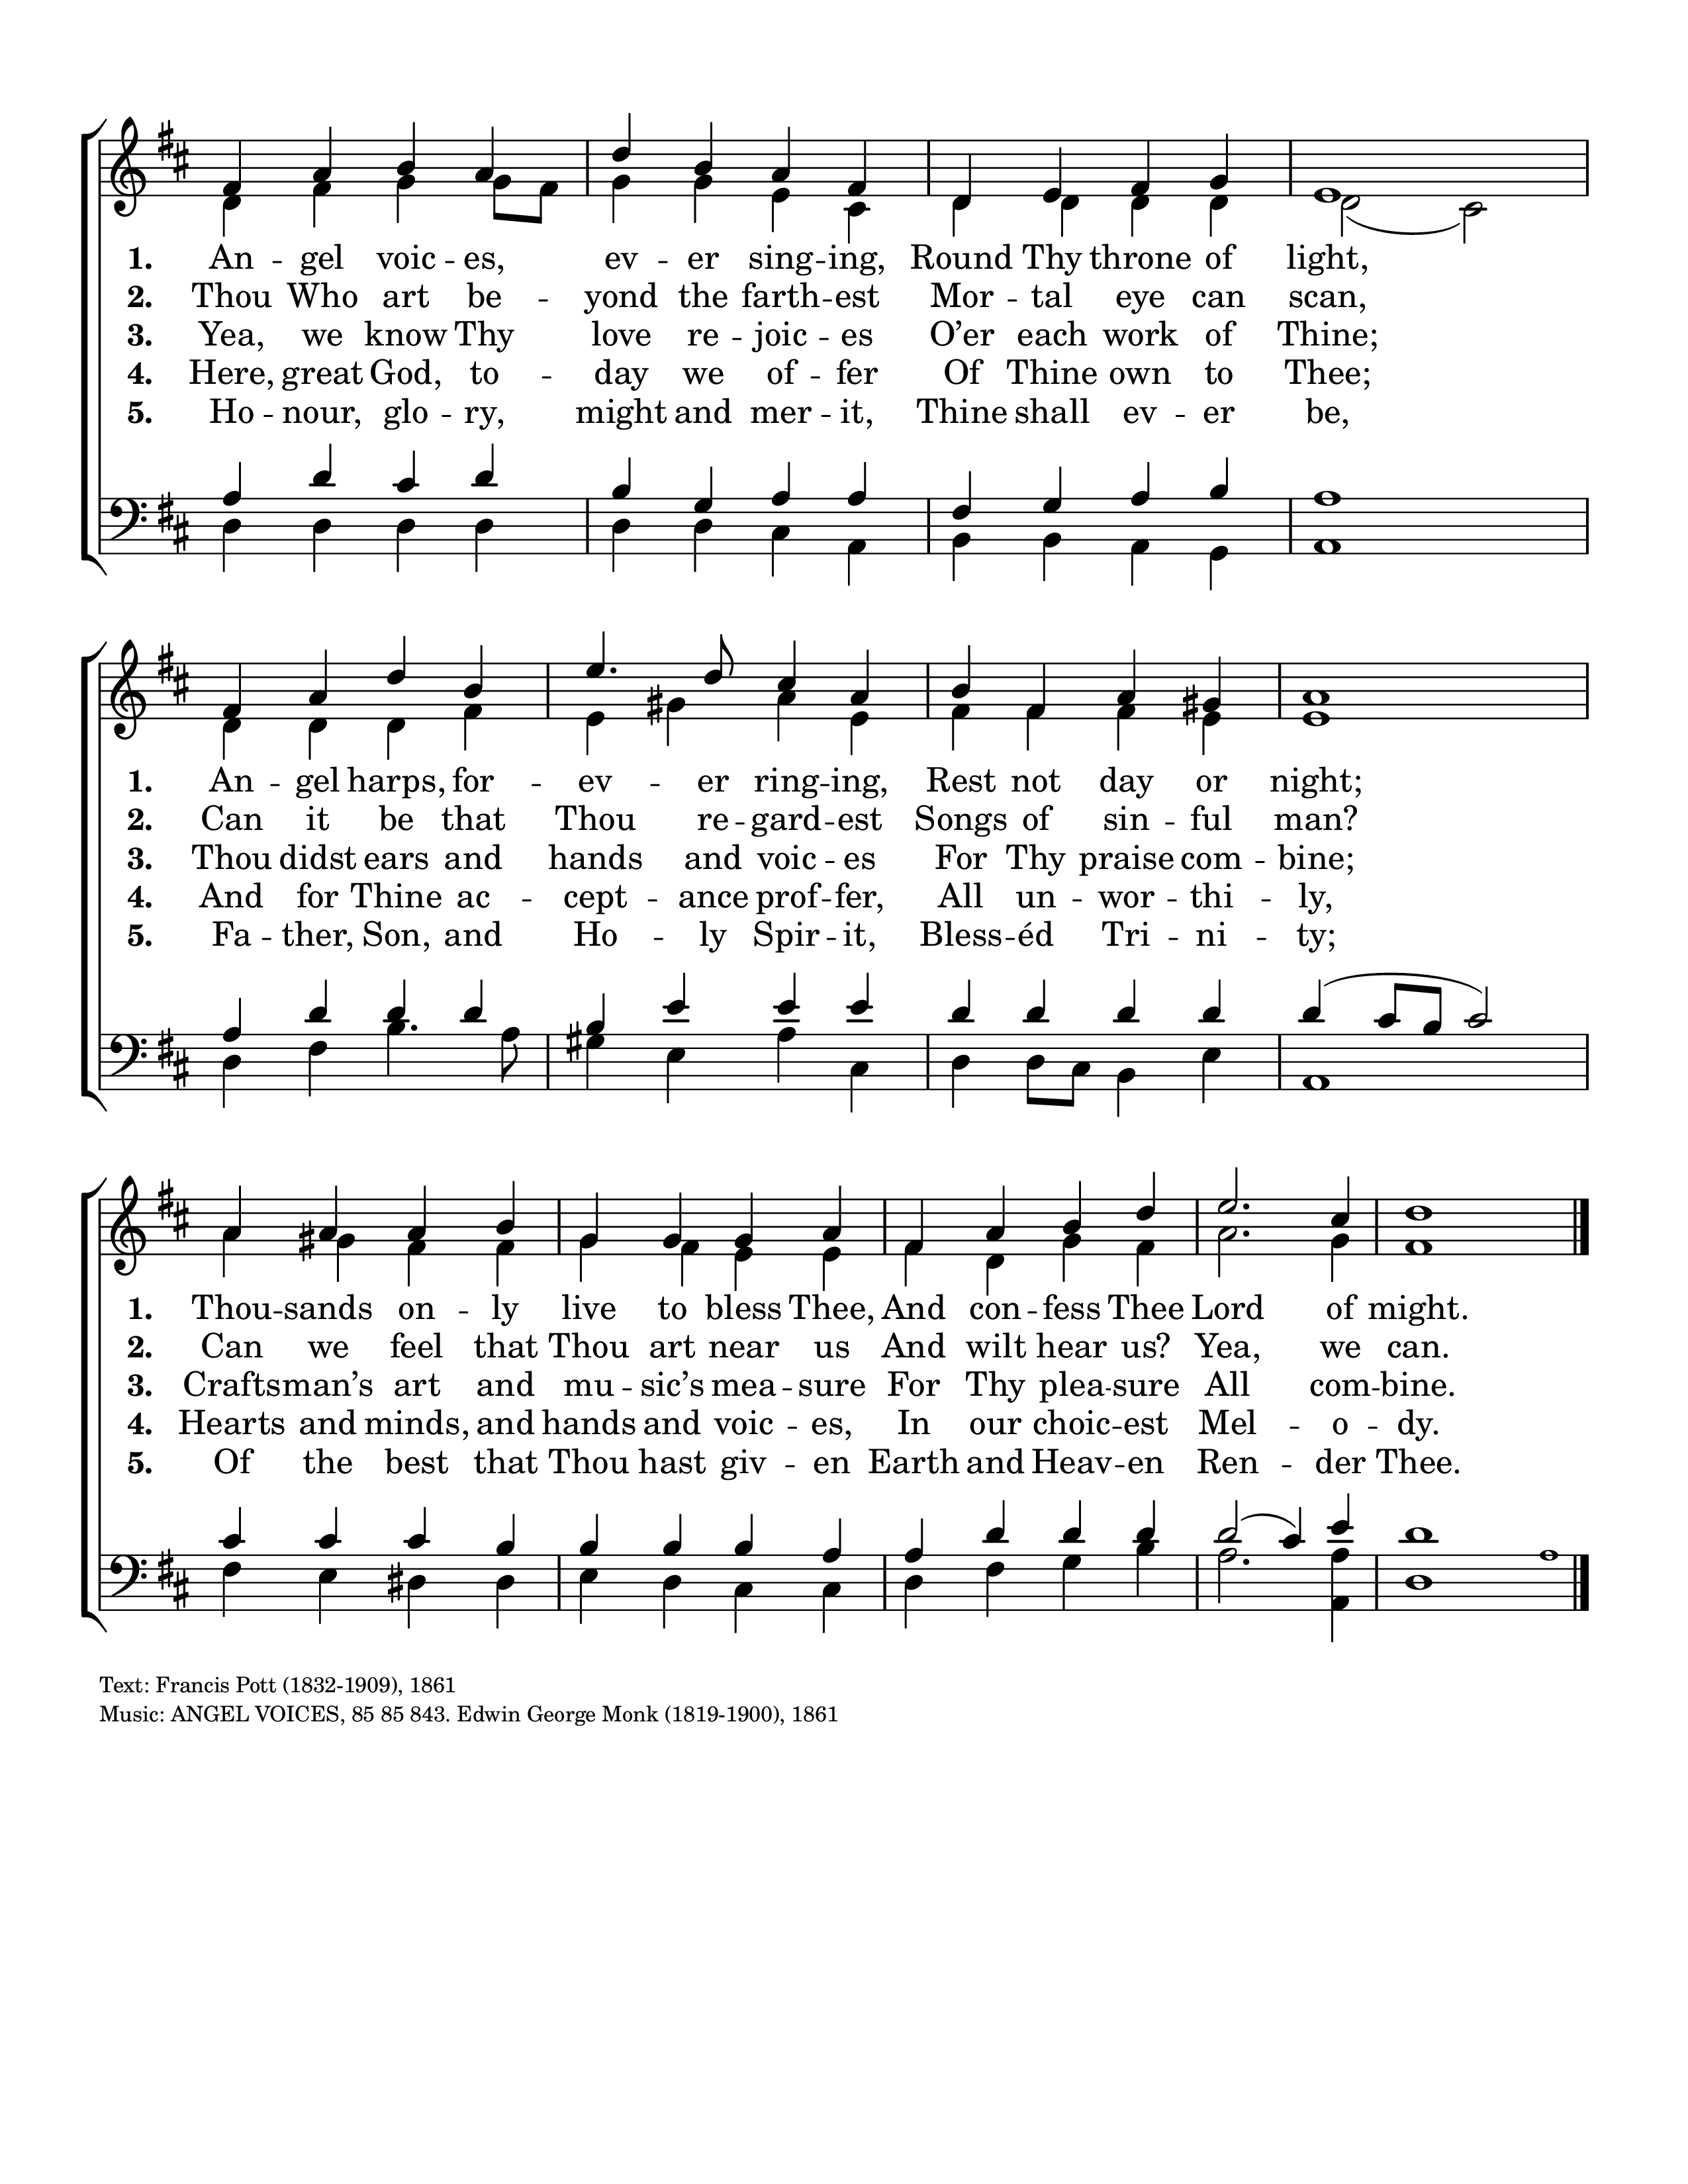 1. An -- gel voic -- es, ev -- er sing -- ing, Round Thy throne of light,
2. Thou Who art be -- yond the farth -- est Mor -- tal eye can scan,
3. Yea, we know Thy love re -- joic -- es O’er each work of Thine;
4. Here, great God, to -- day we of -- fer Of Thine own to Thee;
5. Ho -- nour, glo -- ry, might and mer -- it, Thine shall ev -- er be,
1. An -- gel harps, for -- ev -- er ring -- ing, Rest not day or night;
2. Can it be that Thou re -- gard -- est Songs of sin -- ful man?
3. Thou didst ears and hands and voic -- es For Thy praise com -- bine;
4. And for Thine ac -- cept -- ance prof -- fer, All un -- wor -- thi -- ly,
5. Fa -- ther, Son, and Ho -- ly Spir -- it, Bless -- éd Tri -- ni -- ty;
1. Thou -- sands on -- ly live to bless Thee, And con -- fess Thee Lord of might.
2. Can we feel that Thou art near us And wilt hear us? Yea, we can.
3. Craftsman’s art and mu -- sic’s mea -- sure For Thy plea -- sure All com -- bine.
4. Hearts and minds, and hands and voic -- es, In our choic -- est Mel -- o -- dy.
5. Of the best that Thou hast giv -- en Earth and Heav -- en Ren -- der Thee.
Text: Francis Pott (1832-1909), 1861
Music: ANGEL VOICES, 85 85 843. Edwin George Monk (1819-1900), 1861